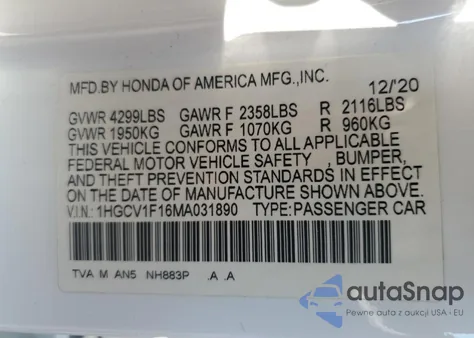 MFD.BY HONDA OF AMERICA MFG.,INC. 12/'20
GVWR 4299LBS GAWR F 2358LBS R 2116LBS
GVWR 1950KG GAWR F 1070KG R 960KG
THIS VEHICLE CONFORMS TO ALL APPLICABLE
FEDERAL MOTOR VEHICLE SAFETY , BUMPER,
AND THEFT PREVENTION STANDARDS IN EFFECT
ON THE DATE OF MANUFACTURE SHOWN ABOVE.
V.I.N.: 1HGCV1F16MA031890 TYPE:PASSENGER CAR
TVA M AN5 NH883P .A .A
autoSnap
Tanie auta z aukcji USA - EU